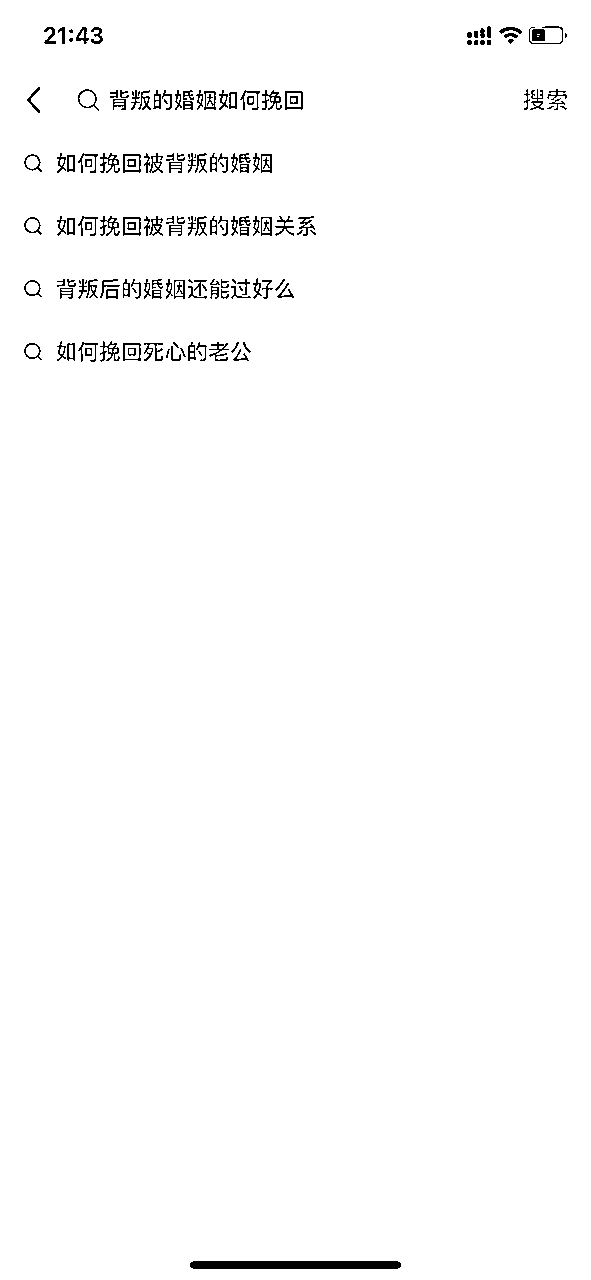 21:43
背叛的婚姻如何挽回 搜索
如何挽回被背叛的婚姻
如何挽回被背叛的婚姻关系
背叛后的婚姻还能过好么
如何挽回死心的老公